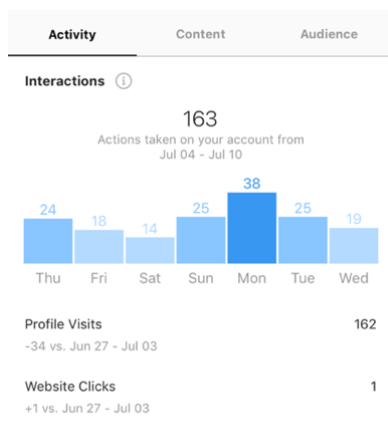 Activity Content Audience
Interactions
163
Actions taken on your account from
Jul 04 - Jul 10
24 18 14 25 38 25 19
Thu Fri Sat Sun Mon Tue Wed
Profile Visits 162
-34 vs. Jun 27 - Jul 03
Website Clicks 1
+1 vs. Jun 27 - Jul 03